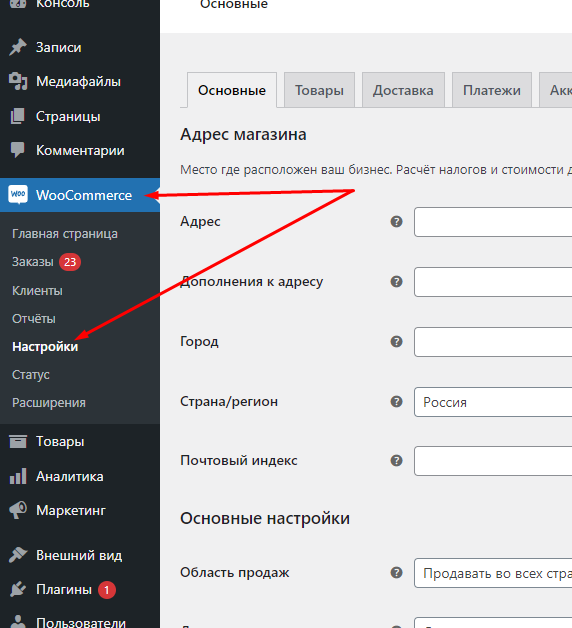 Консоль
Записи
Медиафайлы
Страницы
Комментарии
woo WooCommerce
Главная страница
Заказы 23
Клиенты
Отчёты
Настройки
Статус
Расширения
Товары
Аналитика
Маркетинг
Внешний вид
Плагины 1
Пользователи
Основные
Основные Товары Доставка Платежи Акк
Адрес магазина
Место где расположен ваш бизнес. Расчёт налогов и стоимости д
Адрес ?
Дополнения к адресу ?
Город ?
Страна/регион ? Россия
Почтовый индекс ?
Основные настройки
Область продаж ? Продавать во всех стра